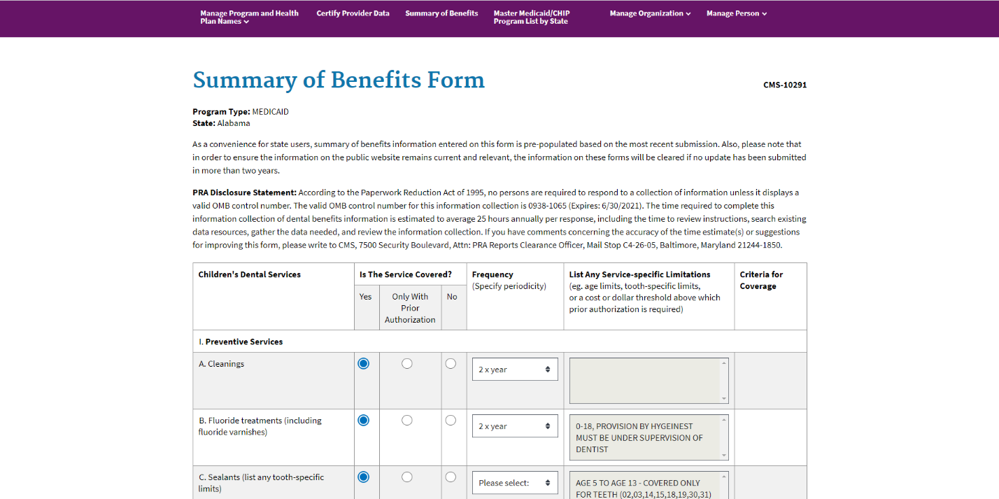 Manage Program and Health
Plan Names
Certify Provider Data
Summary of Benefits
Master Medicaid/CHIP
Program List by State
Manage Organization
Manage Person
Summary of Benefits Form
CMS-10291
Program Type: MEDICAID
State: Alabama
As a convenience for state users, summary of benefits information entered on this form is pre-populated based on the most recent submission. Also, please note that
in order to ensure the information on the public website remains current and relevant, the information on these forms will be cleared if no update has been submitted
in more than two years.
PRA Disclosure Statement: According to the Paperwork Reduction Act of 1995, no persons are required to respond to a collection of information unless it displays a
valid OMB control number. The valid OMB control number for this information collection is 0938-1065 (Expires: 6/30/2021). The time required to complete this
information collection of dental benefits information is estimated to average 25 hours annually per response, including the time to review instructions, search existing
data resources, gather the data needed, and review the information collection. If you have comments concerning the accuracy of the time estimate(s) or suggestions
for improving this form, please write to CMS, 7500 Security Boulevard, Attn: PRA Reports Clearance Officer, Mail Stop C4-26-05, Baltimore, Maryland 21244-1850.
Children's Dental Services
Is The Service Covered?
Yes
Only With
Prior
Authorization
No
Frequency
(Specify periodicity)
List Any Service-specific Limitations
(eg. age limits, tooth-specific limits,
or a cost or dollar threshold above which
prior authorization is required)
Criteria for
Coverage
I. Preventive Services
A. Cleanings
2 x year
B. Fluoride treatments (including
fluoride varnishes)
2 x year
0-18, PROVISION BY HYGEINEST
MUST BE UNDER SUPERVISION OF
DENTIST
C. Sealants (list any tooth-specific
limits)
Please select:
AGE 5 TO AGE 13 - COVERED ONLY
FOR TEETH (02,03,14,15,18,19,30,31)